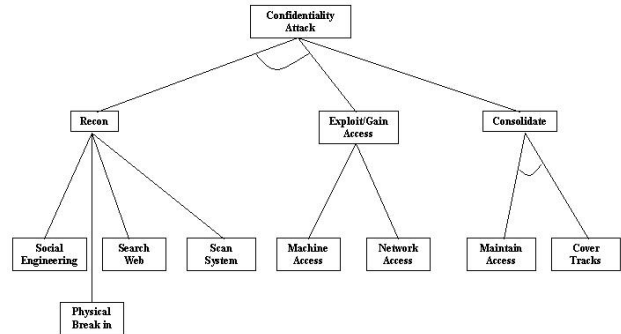 Confidentiality
Attack
Recon
Exploit/Gain
Access
Consolidate
Social
Engineering
Search
Web
Scan
System
Machine
Access
Network
Access
Maintain
Access
Cover
Tracks
Physical
Break in